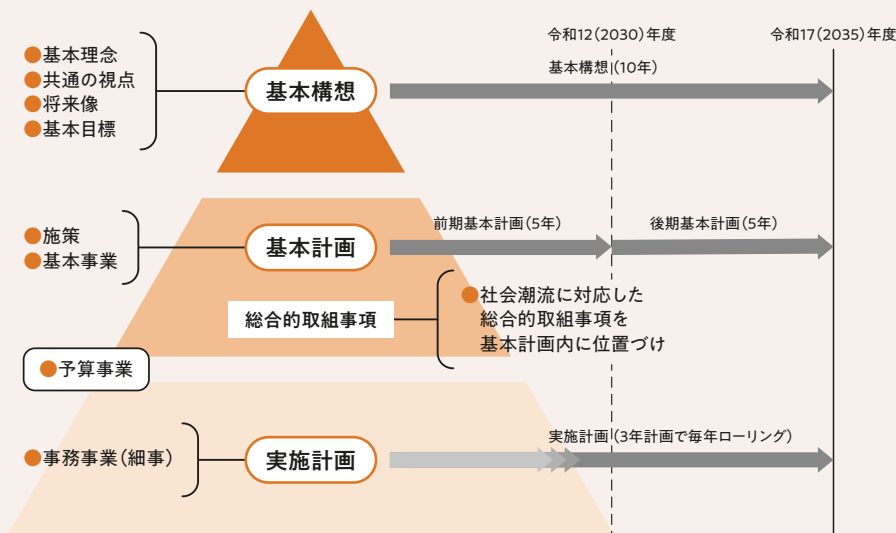 令和12(2030)年度
令和17(2035)年度
●基本理念
●共通の視点
●将来像
●基本目標
基本構想
基本構想(10年)
●施策
●基本事業
基本計画
前期基本計画(5年)
後期基本計画(5年)
総合的取組事項
●社会潮流に対応した
総合的取組事項を
基本計画内に位置づけ
●予算事業
●事務事業(細事)
実施計画
実施計画(3年計画で毎年ローリング)